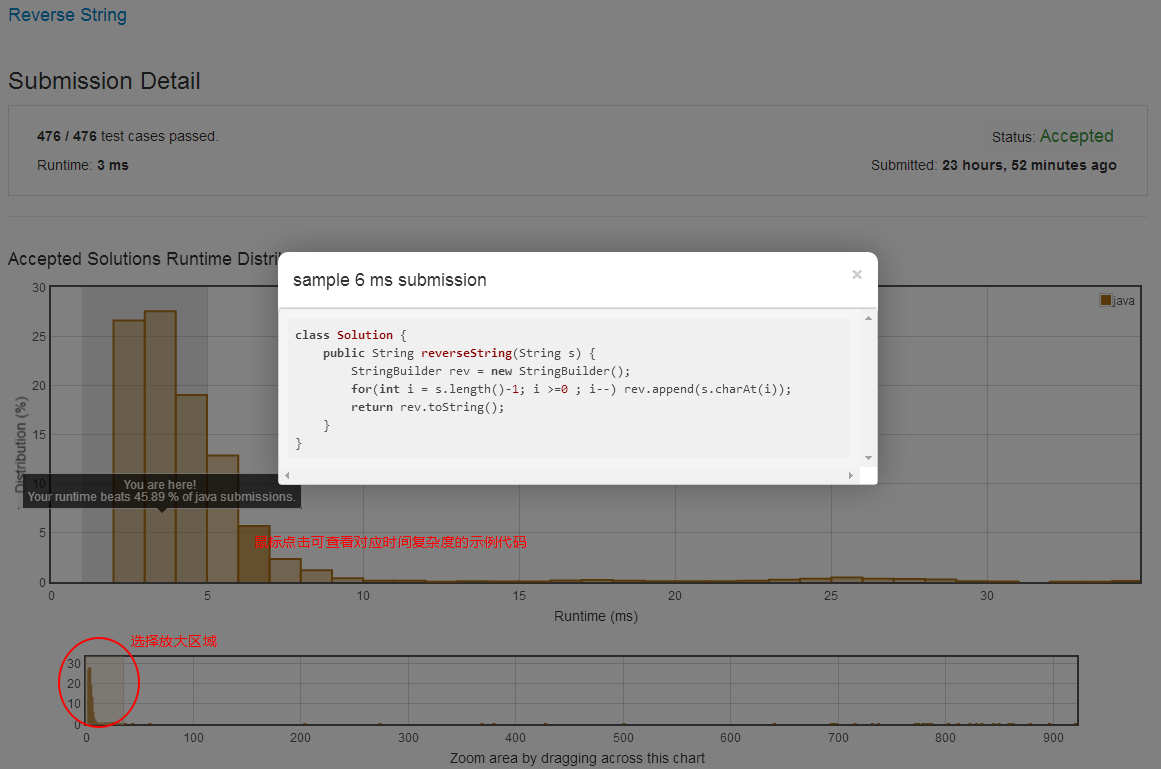 Reverse String
Submission Detail
476 / 476 test cases passed.
Status: Accepted
Runtime: 3 ms
Submitted: 23 hours, 52 minutes ago
Accepted Solutions Runtime Distri
sample 6 ms submission
×
class Solution {
public String reverseString(String s) {
StringBuilder rev = new StringBuilder();
for(int i = s.length()-1; i >=0 ; i--) rev.append(s.charAt(i));
return rev.toString();
}
}
java
30
25
20
15
10
5
0
Distribution (%)
You are here!
Your runtime beats 45.89 % of java submissions.
鼠标点击可查看对应时间复杂度的示例代码
0 5 10 15 20 25 30
Runtime (ms)
选择放大区域
30
20
10
0
0 100 200 300 400 500 600 700 800 900
Zoom area by dragging across this chart